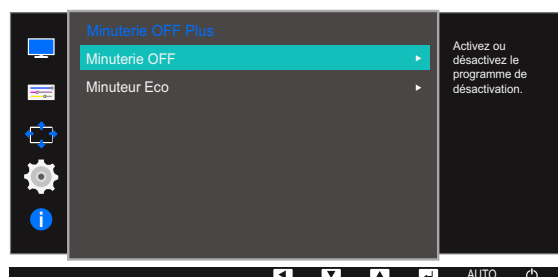 Minuterie OFF Plus
Minuterie OFF
Minuteur Eco
Activez ou
désactivez le
programme de
désactivation.
AUTO